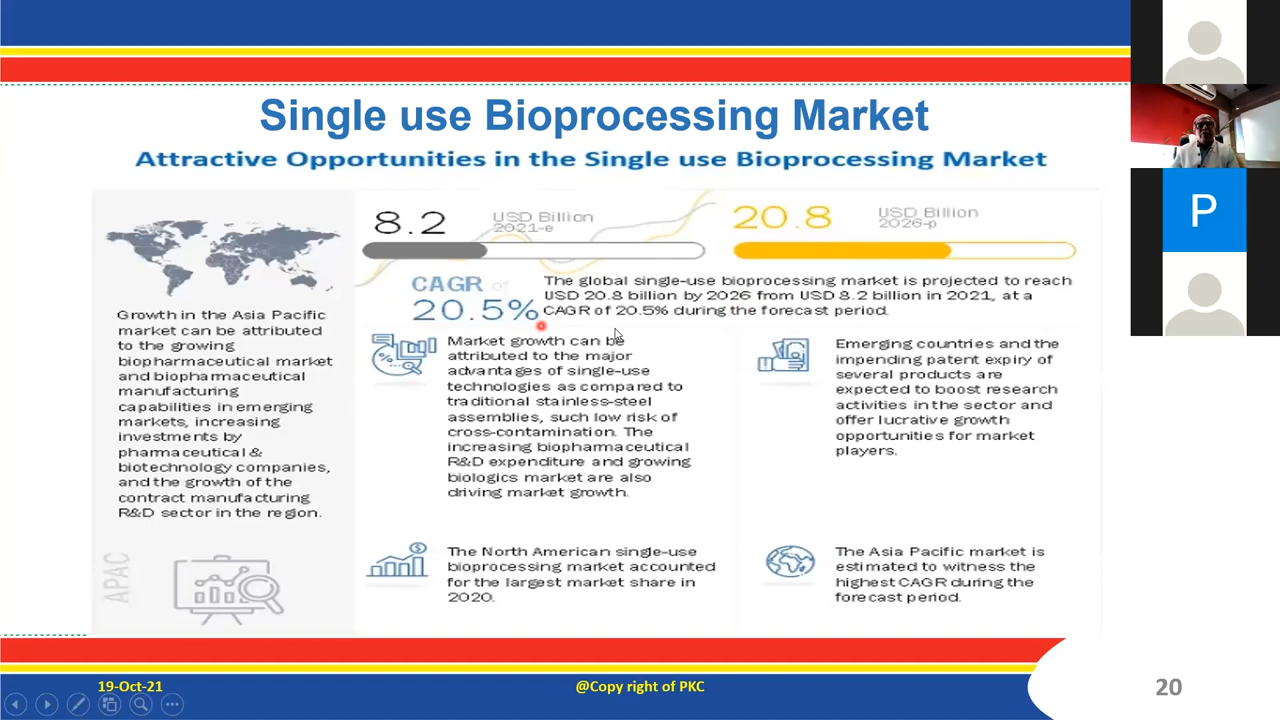 Single use Bioprocessing Market
Attractive Opportunities in the Single use Bioprocessing Market
Growth in the Asia Pacific
market can be attributed
to the growing
biopharmaceutical market
and biopharmaceutical
manufacturing
capabilities in emerging
markets, increasing
investments by
pharmaceutical &
biotechnology companies,
and the growth of the
contract manufacturing
R&D sector in the region.
APAC
8.2
USD Billion
2021-e
20.8
USD Billion
2026-p
CAGR of
20.5%
The global single-use bioprocessing market is projected to reach
USD 20.8 billion by 2026 from USD 8.2 billion in 2021, at a
CAGR of 20.5% during the forecast period.
Market growth can be
attributed to the major
advantages of single-use
technologies as compared to
traditional stainless-steel
assemblies, such low risk of
cross-contamination. The
increasing biopharmaceutical
R&D expenditure and growing
biologics market are also
driving market growth.
Emerging countries and the
impending patent expiry of
several products are
expected to boost research
activities in the sector and
offer lucrative growth
opportunities for market
players.
The North American single-use
bioprocessing market accounted
for the largest market share in
2020.
The Asia Pacific market is
estimated to witness the
highest CAGR during the
forecast period.
P
19-Oct-21
@Copy right of PKC
20